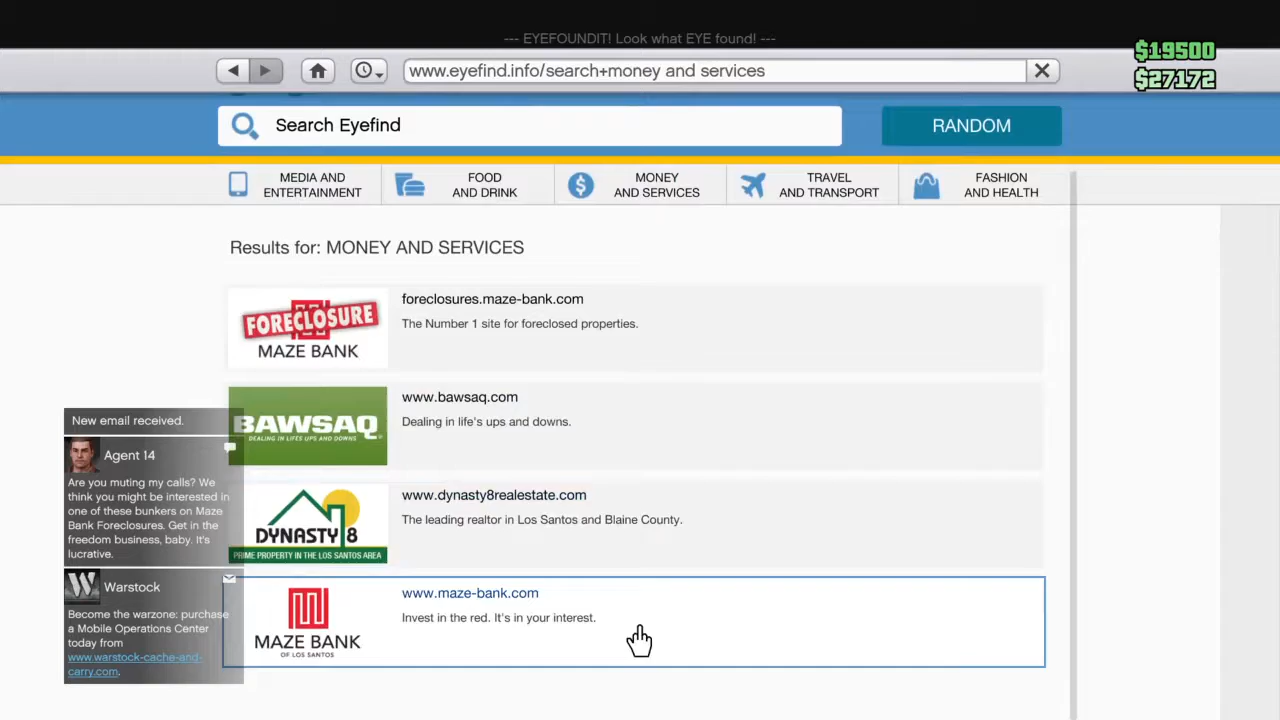 --- EYEFOUNDIT! Look what EYE found! ---
$19500
www.eyefind.info/search+money and services
$27172
Search Eyefind
RANDOM
MEDIA AND
ENTERTAINMENT
FOOD
AND DRINK
MONEY
AND SERVICES
TRAVEL
AND TRANSPORT
FASHION
AND HEALTH
Results for: MONEY AND SERVICES
FORECLOSURE
MAZE BANK
foreclosures.maze-bank.com
The Number 1 site for foreclosed properties.
BAWSAQ
DEALING IN LIFE'S UPS AND DOWNS
www.bawsaq.com
Dealing in life's ups and downs.
DYNASTY 8
PRIME PROPERTY IN THE LOS SANTOS AREA
www.dynasty8realestate.com
The leading realtor in Los Santos and Blaine County.
MAZE BANK
OF LOS SANTOS
www.maze-bank.com
Invest in the red. It's in your interest.
New email received.
Agent 14
Are you muting my calls? We
think you might be interested in
one of these bunkers on Maze
Bank Foreclosures. Get in the
freedom business, baby. It's
lucrative.
W
Warstock
Become the warzone: purchase
a Mobile Operations Center
today from
www.warstock-cache-and-
carry.com.